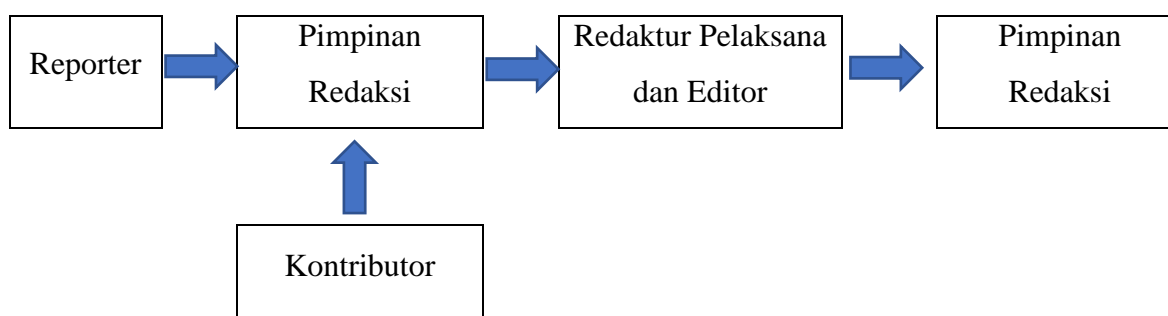 Reporter
Pimpinan
Redaksi
Redaktur Pelaksana
dan Editor
Pimpinan
Redaksi
Kontributor